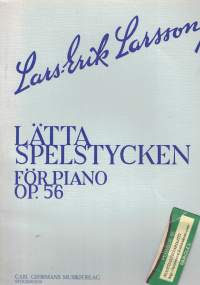 Lars-Erik Larsson
LÄTTA
SPELSTYCKEN
FÖR PIANO
OP. 56
CARL GEHRMANS MUSIKFÖRLAG
STOCKHOLM